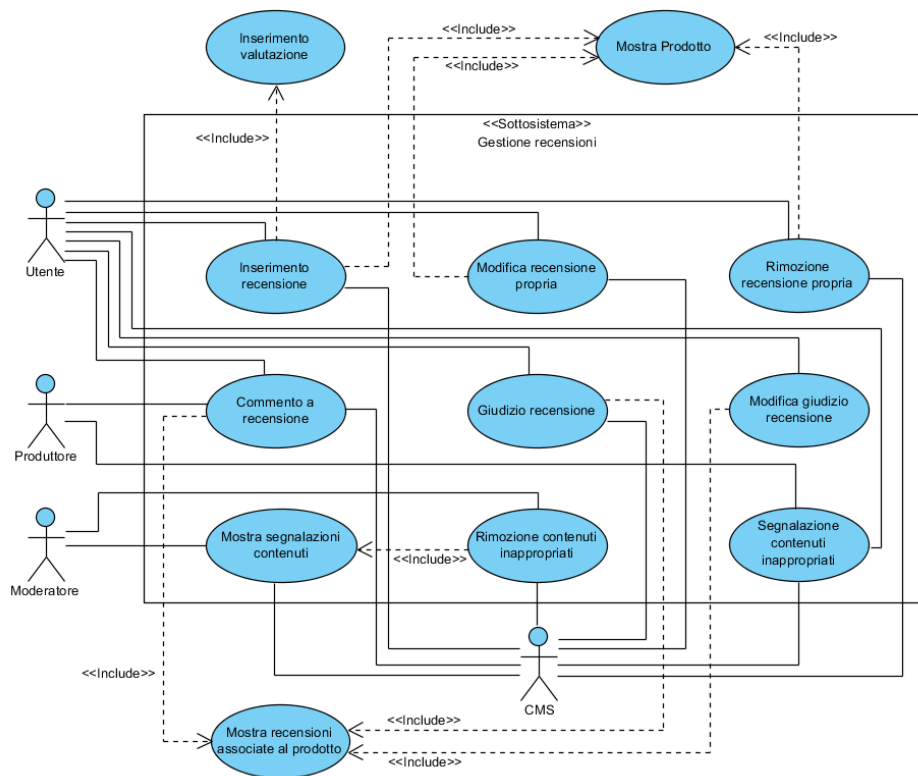 Inserimento
valutazione
<<Include>>
<<Include>>
Mostra Prodotto
<<Include>>
<<Include>>
<<Sottosistema>>
Gestione recensioni
Utente
Inserimento
recensione
Modifica recensione
propria
Rimozione
recensione propria
Produttore
Commento a
recensione
Giudizio recensione
Modifica giudizio
recensione
Moderatore
Mostra segnalazioni
contenuti
<<Include>>
Rimozione contenuti
inappropriati
Segnalazione
contenuti
inappropriati
<<Include>>
CMS
Mostra recensioni
associate al prodotto
<<Include>>
<<Include>>